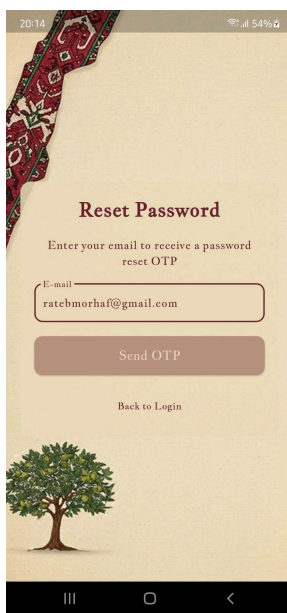 20:14
54%
Reset Password
Enter your email to receive a password
reset OTP
E-mail
ratebmorhaf@gmail.com
Send OTP
Back to Login